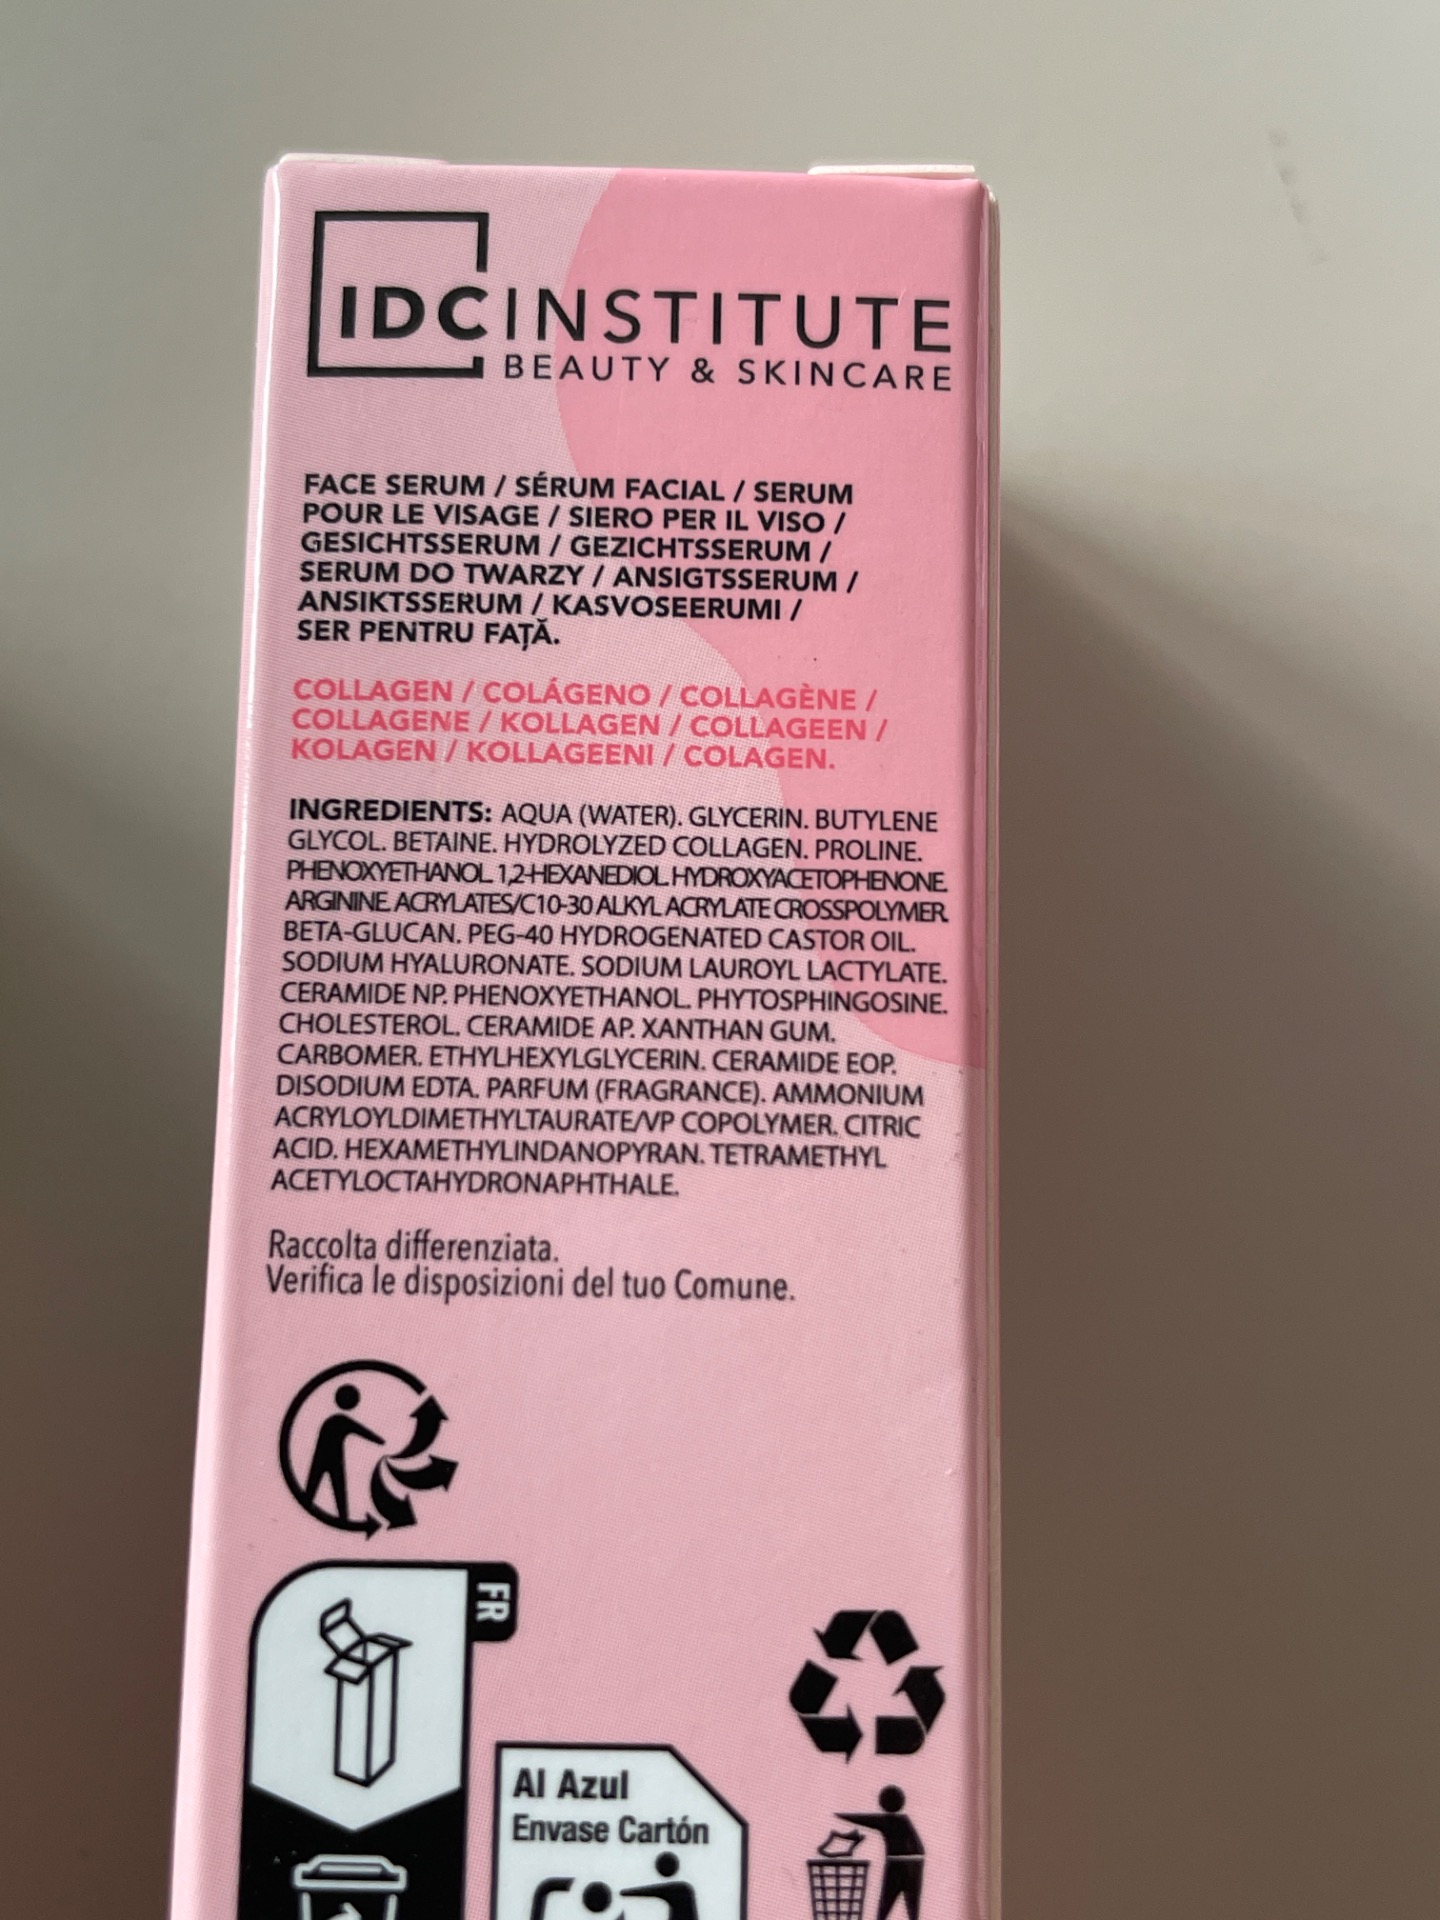 IDCINSTITUTE
BEAUTY & SKINCARE
FACE SERUM / SÉRUM FACIAL / SERUM
POUR LE VISAGE / SIERO PER IL VISO /
GESICHTSSERUM / GEZICHTSSERUM /
SERUM DO TWARZY / ANSIGTSSERUM /
ANSIKTSSERUM / KASVOSEERUMI /
SER PENTRU FAȚĂ.
COLLAGEN / COLÁGENO / COLLAGÈNE /
COLLAGENE / KOLLAGEN / COLLAGEEN /
KOLAGEN / KOLLAGEENI / COLAGEN.
INGREDIENTS: AQUA (WATER). GLYCERIN. BUTYLENE
GLYCOL. BETAINE. HYDROLYZED COLLAGEN. PROLINE.
PHENOXYETHANOL. 1,2-HEXANEDIOL. HYDROXYACETOPHENONE.
ARGININE. ACRYLATES/C10-30 ALKYL ACRYLATE CROSSPOLYMER.
BETA-GLUCAN. PEG-40 HYDROGENATED CASTOR OIL.
SODIUM HYALURONATE. SODIUM LAUROYL LACTYLATE.
CERAMIDE NP. PHENOXYETHANOL. PHYTOSPHINGOSINE.
CHOLESTEROL. CERAMIDE AP. XANTHAN GUM.
CARBOMER. ETHYLHEXYLGLYCERIN. CERAMIDE EOP.
DISODIUM EDTA. PARFUM (FRAGRANCE). AMMONIUM
ACRYLOYLDIMETHYLTAURATE/VP COPOLYMER. CITRIC
ACID. HEXAMETHYLINDANOPYRAN. TETRAMETHYL
ACETYLOCTAHYDRONAPHTHALE.
Raccolta differenziata.
Verifica le disposizioni del tuo Comune.
FR
Al Azul
Envase Cartón